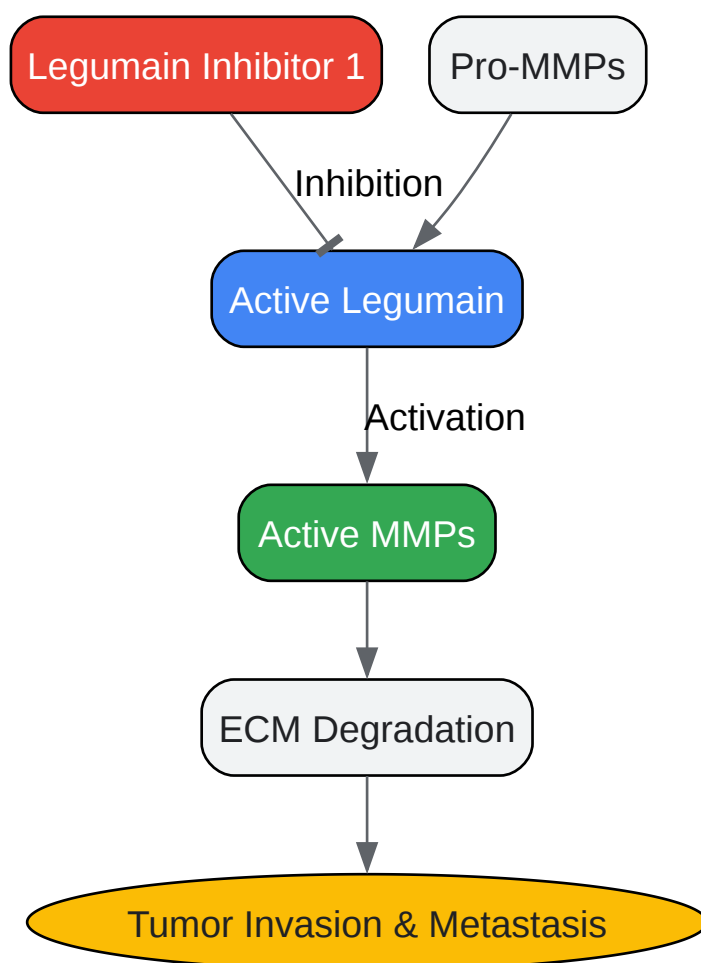 Legumain Inhibitor 1
Pro-MMPs
Inhibition
Active Legumain
Activation
Active MMPs
ECM Degradation
Tumor Invasion & Metastasis